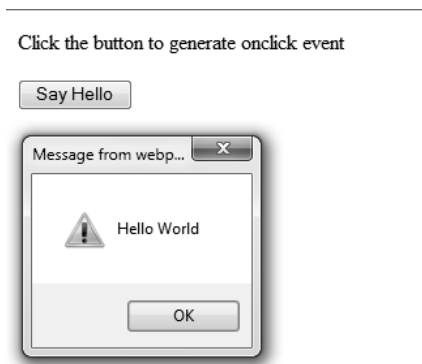 Click the button to generate onclick event
Say Hello
Message from webp...
Hello World
OK